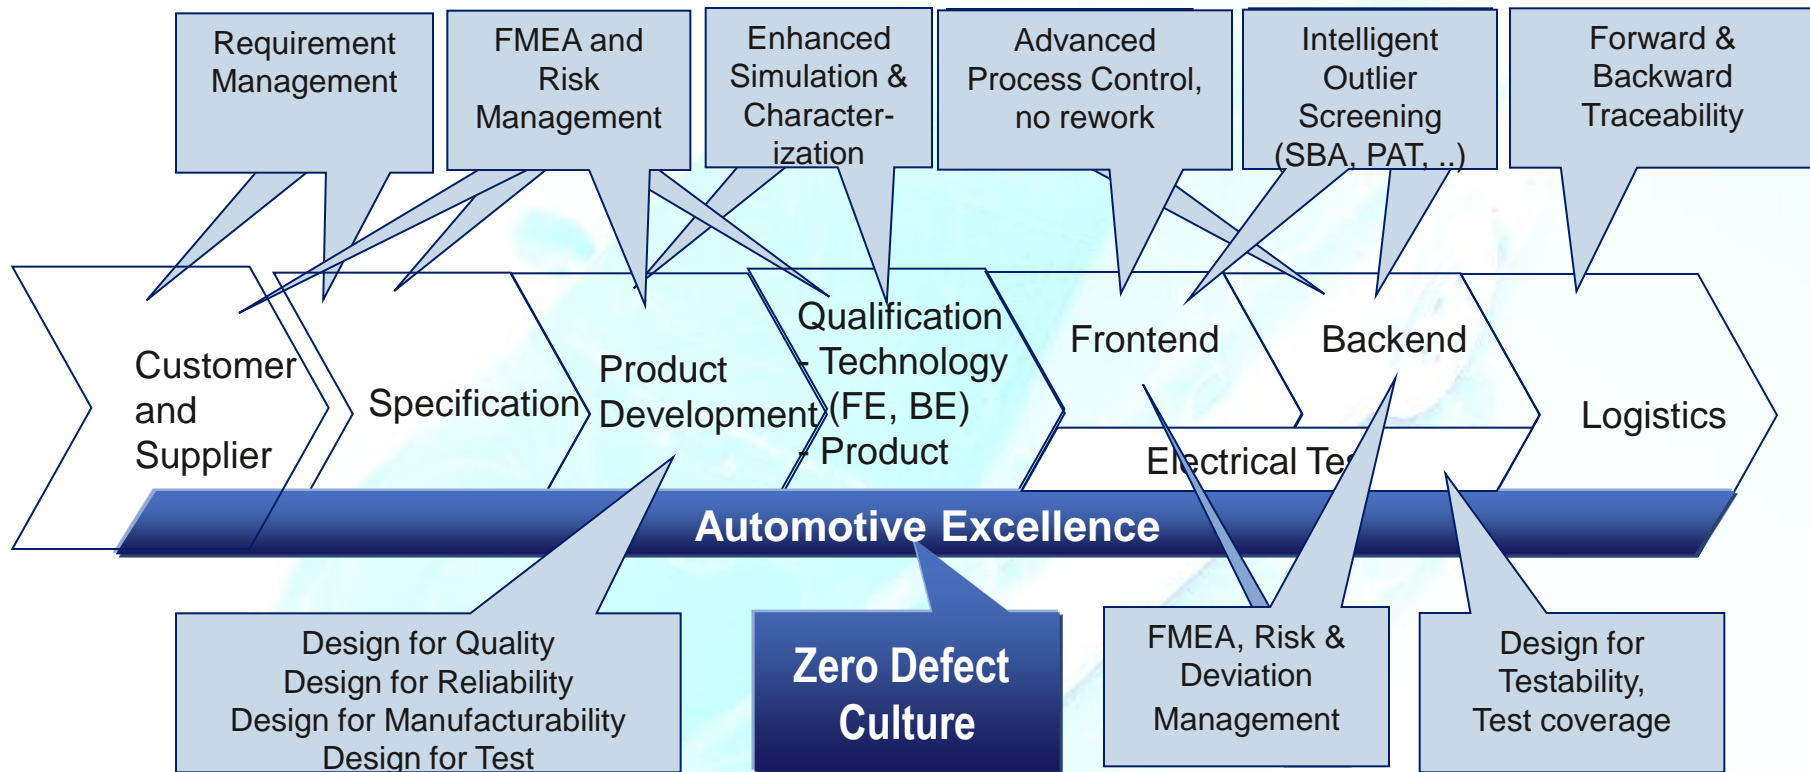 Requirement
Management
FMEA and
Risk
Management
Enhanced
Simulation &
Character-
ization
Advanced
Process Control,
no rework
Intelligent
Outlier
Screening
(SBA, PAT, ..)
Forward &
Backward
Traceability
Customer
and
Supplier
Specification
Product
Development
Qualification
- Technology
(FE, BE)
- Product
Frontend
Backend
Electrical Tes
Logistics
Automotive Excellence
Design for Quality
Design for Reliability
Design for Manufacturability
Design for Test
Zero Defect
Culture
FMEA, Risk &
Deviation
Management
Design for
Testability,
Test coverage